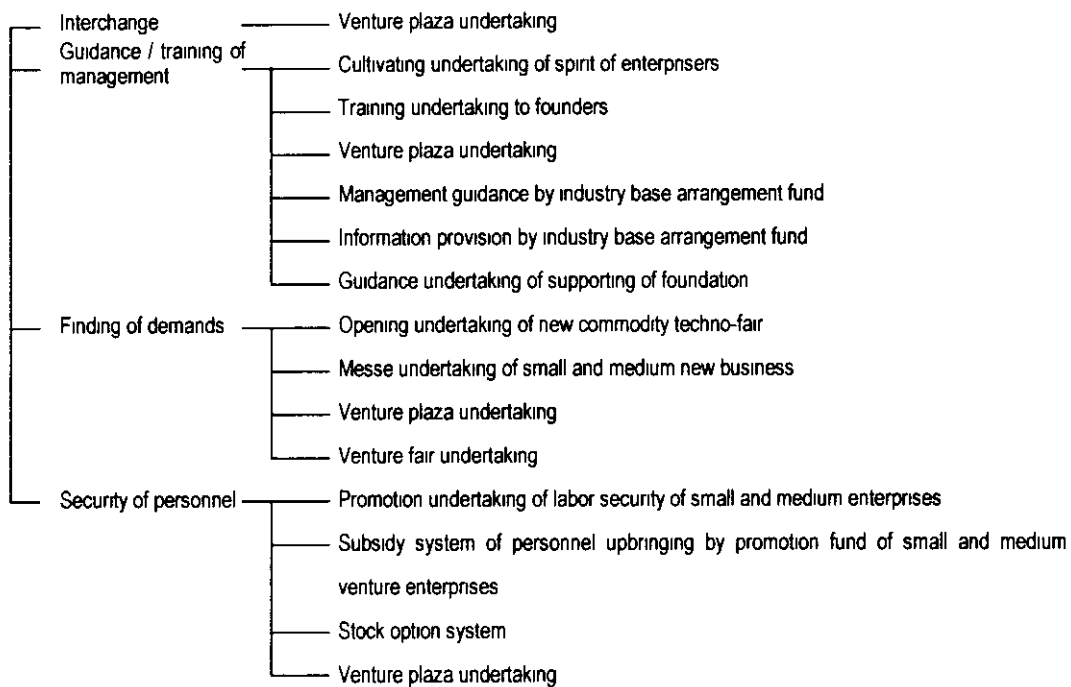 Interchange
Venture plaza undertaking
Guidance / training of
management
Cultivating undertaking of spirit of enterprisers
Training undertaking to founders
Venture plaza undertaking
Management guidance by industry base arrangement fund
Information provision by industry base arrangement fund
Guidance undertaking of supporting of foundation
Finding of demands
Opening undertaking of new commodity techno-fair
Messe undertaking of small and medium new business
Venture plaza undertaking
Venture fair undertaking
Security of personnel
Promotion undertaking of labor security of small and medium enterprises
Subsidy system of personnel upbringing by promotion fund of small and medium
venture enterprises
Stock option system
Venture plaza undertaking